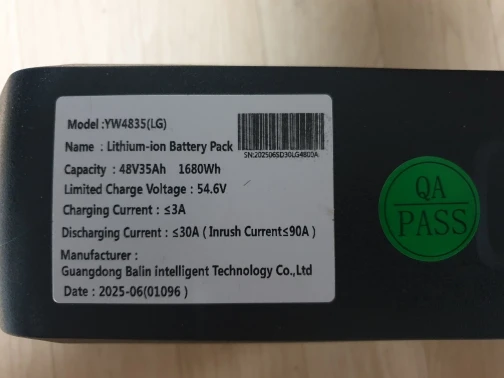 Model :YW4835(LG)
Name : Lithium-ion Battery Pack
SN:202506SD30LG4800A
Capacity : 48V35Ah 1680Wh
Limited Charge Voltage : 54.6V
Charging Current : ≤3A
Discharging Current : ≤30A ( Inrush Current≤90A )
Manufacturer :
Guangdong Balin intelligent Technology Co.,Ltd
Date : 2025-06(01096 )
QA
PASS